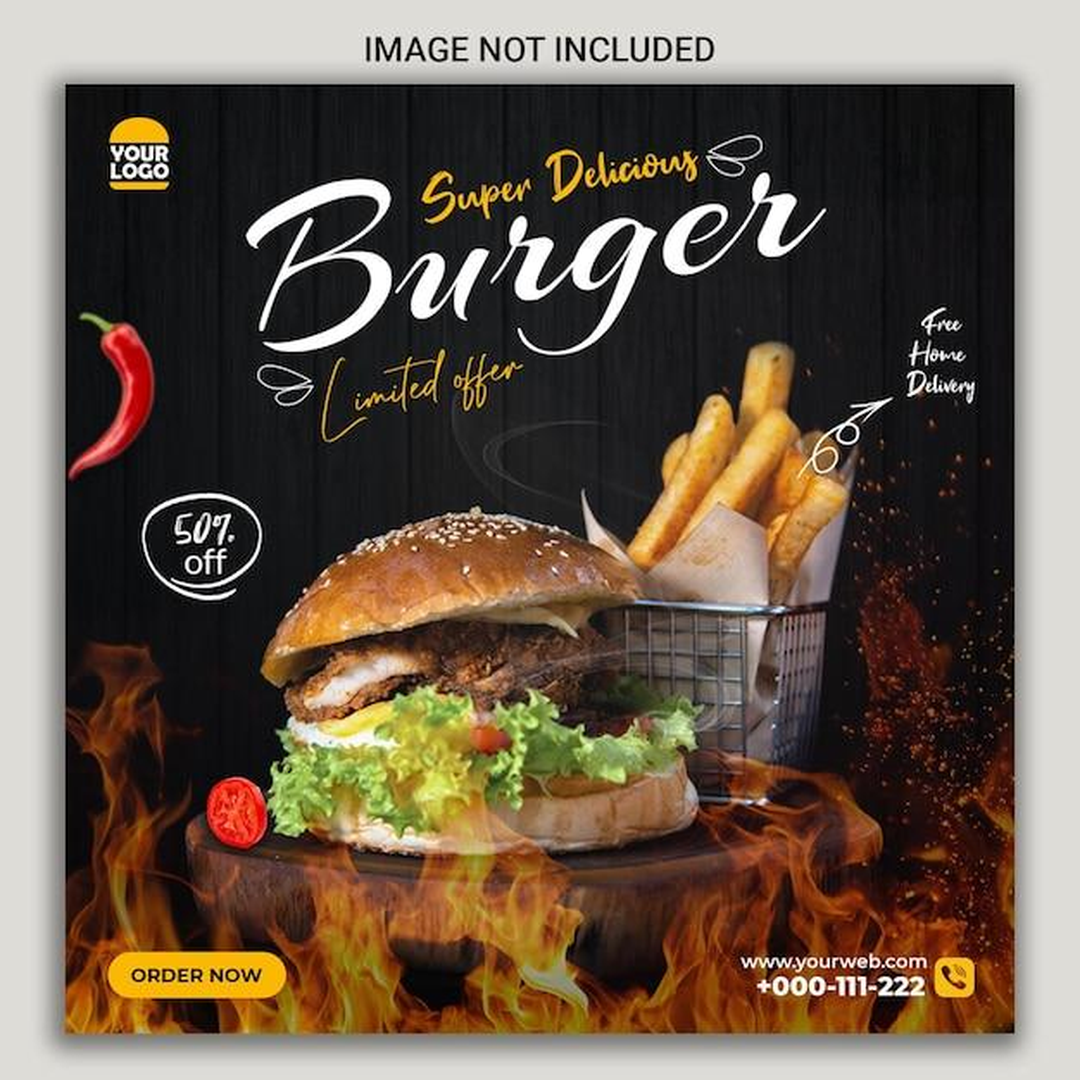 IMAGE NOT INCLUDED
YOUR
LOGO
Super Delicious
Burger
Limited offer
Free
Home
Delivery
50%
off
ORDER NOW
www.yourweb.com
+000-111-222